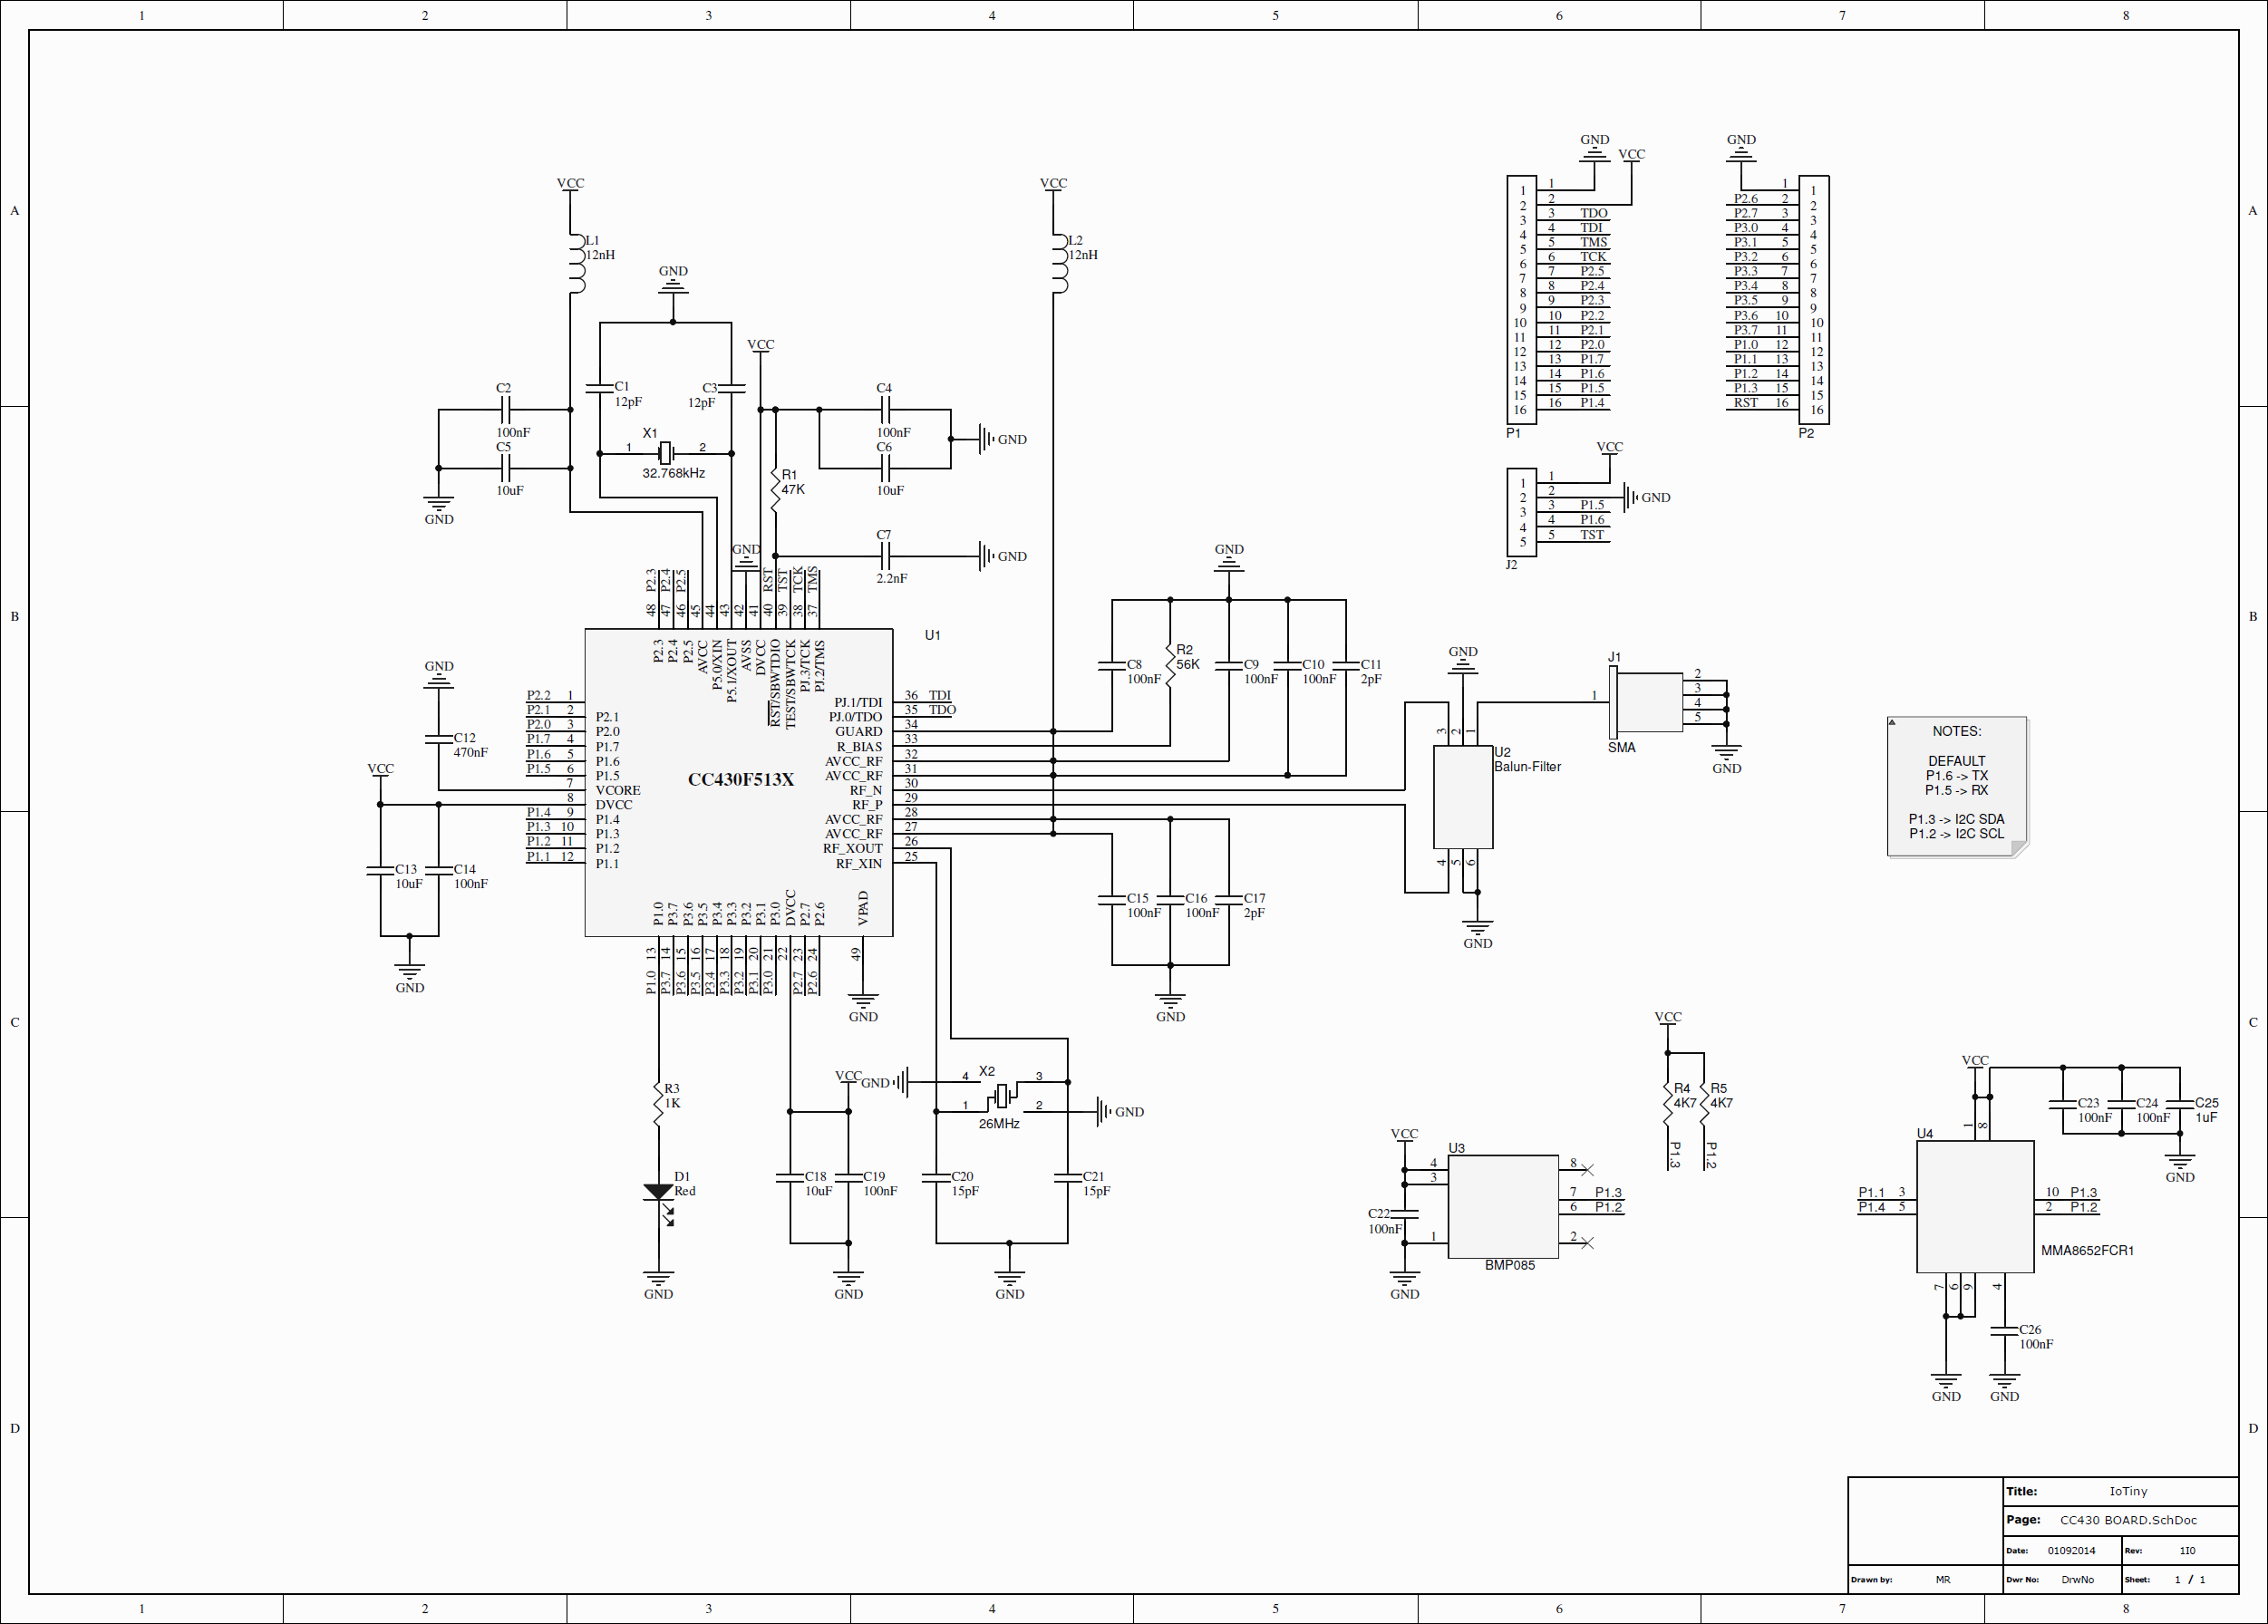 1 2 3 4 5 6 7 8
A A
B B
C C
D D
VCC
L1
12nH
VCC
L2
12nH
GND
C1
12pF
C3
12pF
X1
1 2
32.768kHz
C2
100nF
C5
10uF
GND
VCC
C4
100nF
C6
10uF
GND
R1
47K
C7
2.2nF
GND
GND
P2.3 P2.4 P2.5 RST TST TCK TMS
48 47 46 45 44 43 42 41 40 39 38 37
P2.3 P2.4 P2.5 AVCC P5.0/XIN P5.1/XOUT AVSS DVCC RST/SBWTDIO TEST/SBWTCK PJ.3/TCK PJ.2/TMS
U1
CC430F513X
P2.2 1
P2.1 2 P2.1
P2.0 3 P2.0
P1.7 4 P1.7
P1.6 5 P1.6
P1.5 6 P1.5
7 VCORE
8 DVCC
P1.4 9 P1.4
P1.3 10 P1.3
P1.2 11 P1.2
P1.1 12 P1.1
PJ.1/TDI 36 TDI
PJ.0/TDO 35 TDO
GUARD 34
R_BIAS 33
AVCC_RF 32
AVCC_RF 31
RF_N 30
RF_P 29
AVCC_RF 28
AVCC_RF 27
RF_XOUT 26
RF_XIN 25
P1.0 P3.7 P3.6 P3.5 P3.4 P3.3 P3.2 P3.1 P3.0 DVCC P2.7 P2.6 VPAD
13 14 15 16 17 18 19 20 21 22 23 24 49
P1.0 P3.7 P3.6 P3.5 P3.4 P3.3 P3.2 P3.1 P3.0 P2.7 P2.6
GND
GND
C12
470nF
VCC
C13
10uF
C14
100nF
GND
R3
1K
D1
Red
GND
VCC
C18
10uF
C19
100nF
GND
GND
X2
4 3
1 2
26MHz
GND
C20
15pF
C21
15pF
GND
GND
C8
100nF
R2
56K
C9
100nF
C10
100nF
C11
2pF
C15
100nF
C16
100nF
C17
2pF
GND
GND
3 2 1
U2
Balun-Filter
4 5 6
GND
J1
1
2
3
4
5
SMA
GND
GND
VCC
1 1
2 2
3 3 TDO
4 4 TDI
5 5 TMS
6 6 TCK
7 7 P2.5
8 8 P2.4
9 9 P2.3
10 10 P2.2
11 11 P2.1
12 12 P2.0
13 13 P1.7
14 14 P1.6
15 15 P1.5
16 16 P1.4
P1
GND
1 1
P2.6 2 2
P2.7 3 3
P3.0 4 4
P3.1 5 5
P3.2 6 6
P3.3 7 7
P3.4 8 8
P3.5 9 9
P3.6 10 10
P3.7 11 11
P1.0 12 12
P1.1 13 13
P1.2 14 14
P1.3 15 15
RST 16 16
P2
VCC
1 1
2 2 GND
3 3 P1.5
4 4 P1.6
5 5 TST
J2
NOTES:
DEFAULT
P1.6 -> TX
P1.5 -> RX
P1.3 -> I2C SDA
P1.2 -> I2C SCL
VCC
R4
4K7
R5
4K7
P1.3 P1.2
VCC
U3
4
3
1
8
7 P1.3
6 P1.2
2
C22
100nF
BMP085
GND
VCC
1 8
U4
C23
100nF
C24
100nF
C25
1uF
GND
P1.1 3
P1.4 5
10 P1.3
2 P1.2
MMA8652FCR1
7 6 9 4
C26
100nF
GND
GND
Title: IoTiny
Page: CC430 BOARD.SchDoc
Date: 01092014 Rev: 1I0
Drawn by: MR Dwr No: DrwNo Sheet: 1 / 1
1 2 3 4 5 6 7 8